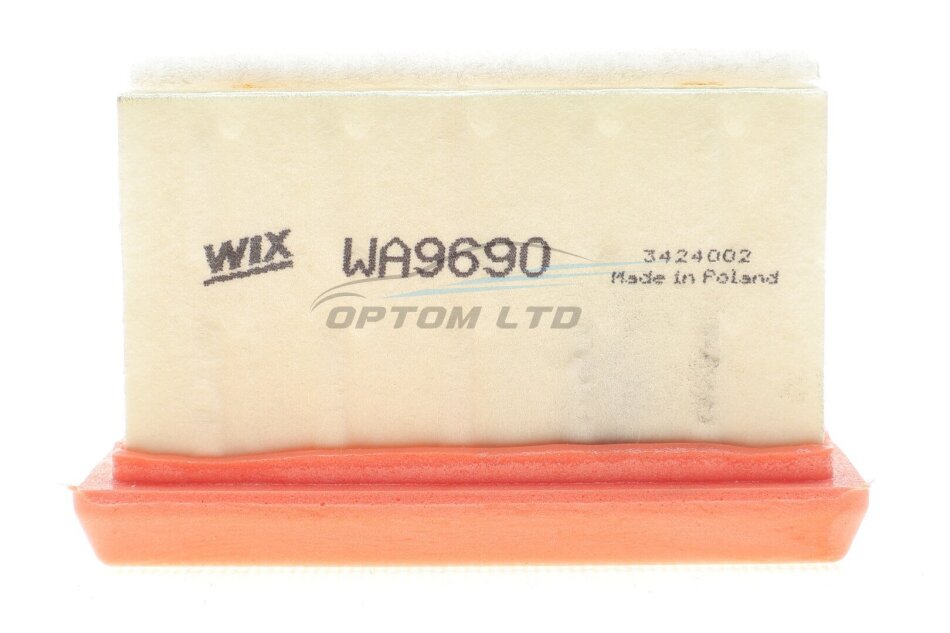 WIX WA9690 3424002
Made in Poland
OPTOM LTD